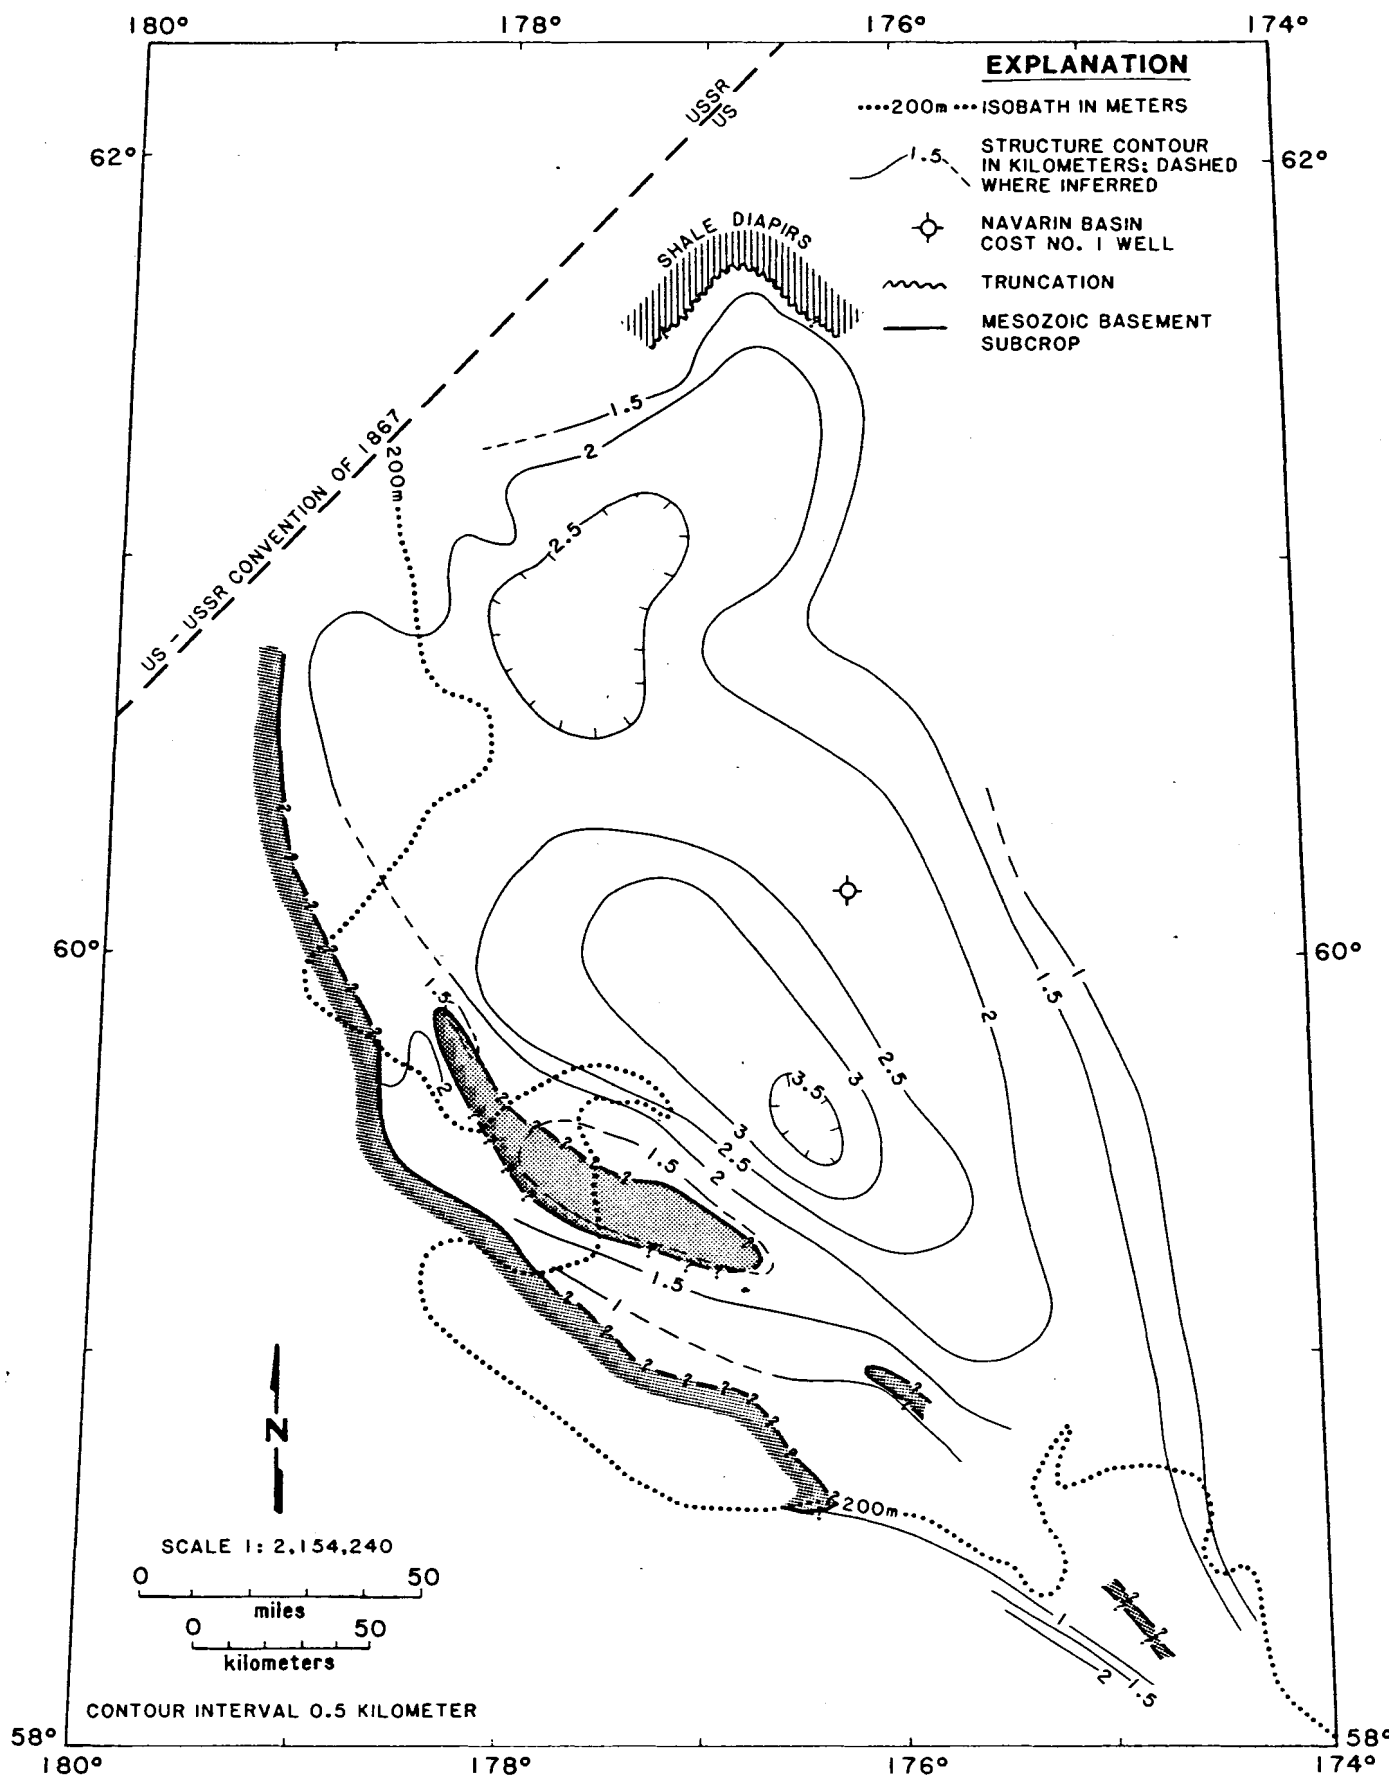 180° 178° 176° 174°
EXPLANATION
200m ISOBATH IN METERS
1.5 STRUCTURE CONTOUR
IN KILOMETERS; DASHED
WHERE INFERRED
NAVARIN BASIN
COST NO. 1 WELL
TRUNCATION
MESOZOIC BASEMENT
SUBCROP
USSR
US
62° 62°
SHALE DIAPIRS
US - USSR CONVENTION OF 1867
200m
1.5
2
2.5
60° 60°
1.5
1
1.5
2
2
2.5
3.5
3
3
2.5
1.5
2
1.5
1
N
200m
SCALE 1: 2,154,240
0 50
miles
0 50
kilometers
1
2
1.5
CONTOUR INTERVAL 0.5 KILOMETER
58° 58°
180° 178° 176° 174°